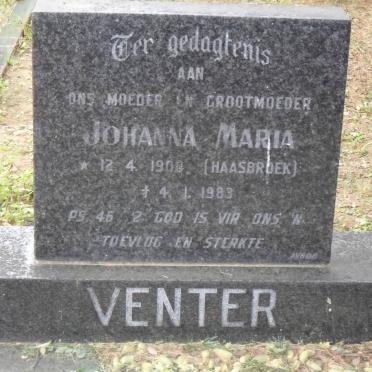 Ter gedagtenis
AAN
ONS MOEDER EN GROOTMOEDER
JOHANNA MARIA
* 12. 4. 1900 (HAASBROEK)
+ 4. 1. 1983
PS. 46 : 2 GOD IS VIR ONS 'N
TOEVLUG EN STERKTE
VENTER